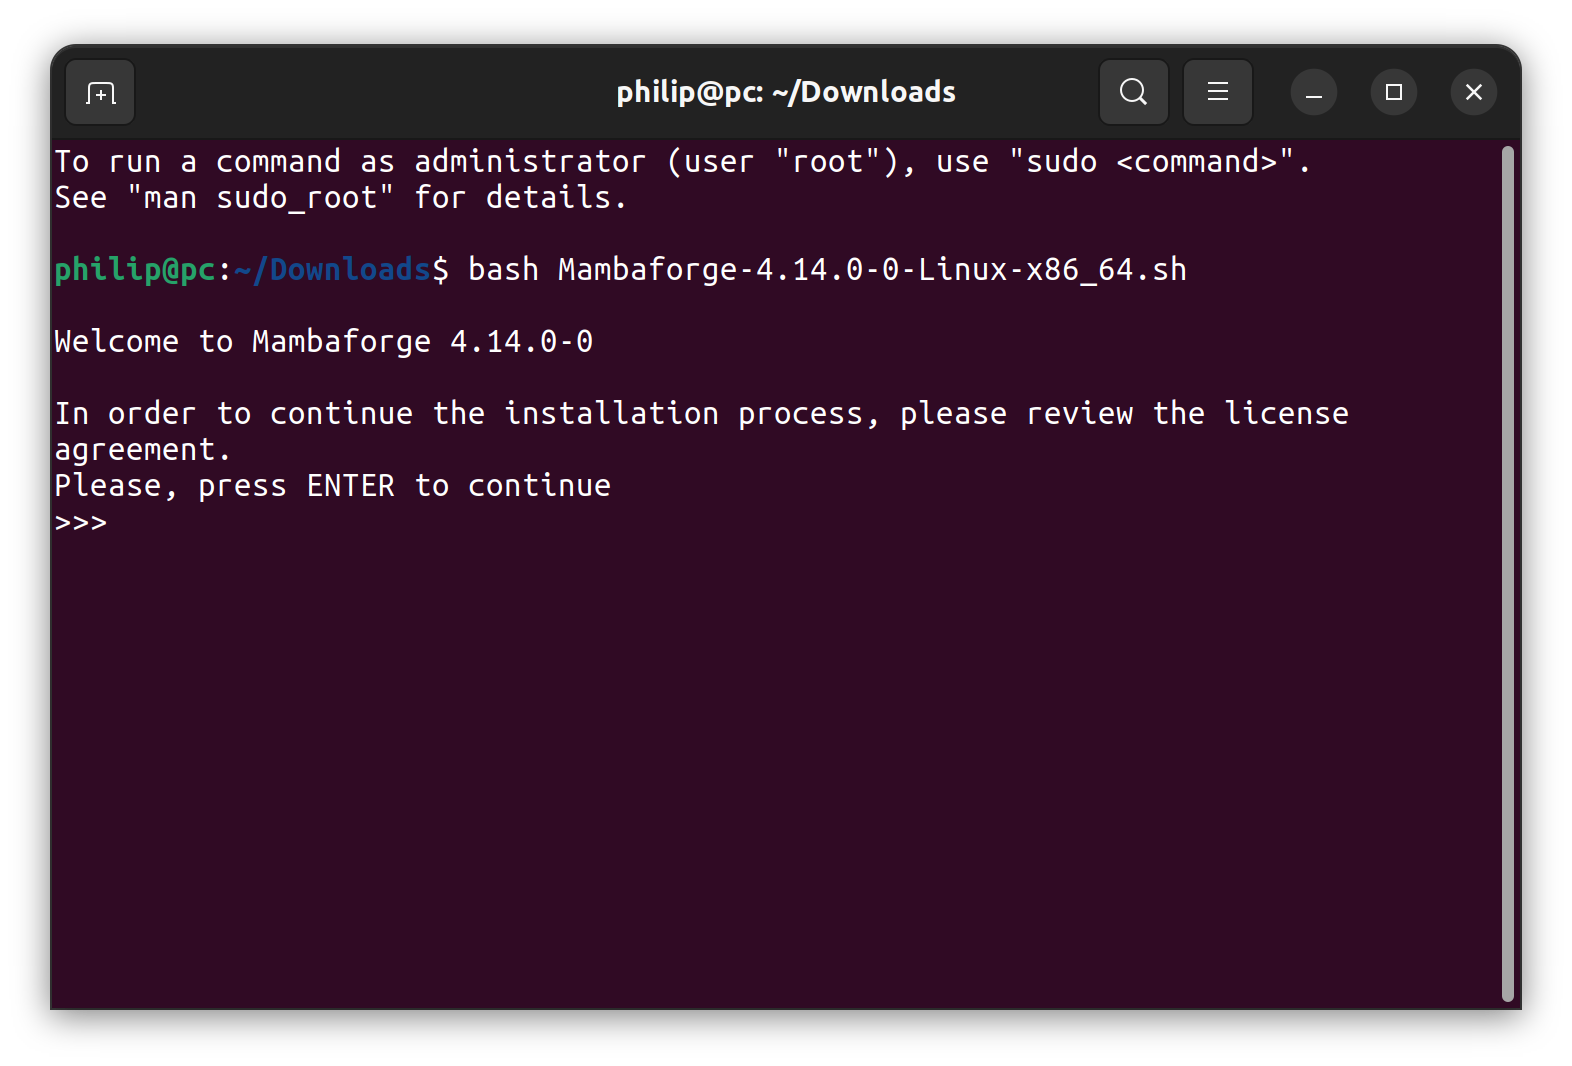 philip@pc: ~/Downloads
To run a command as administrator (user "root"), use "sudo <command>".
See "man sudo_root" for details.
philip@pc:~/Downloads$ bash Mambaforge-4.14.0-0-Linux-x86_64.sh
Welcome to Mambaforge 4.14.0-0
In order to continue the installation process, please review the license
agreement.
Please, press ENTER to continue
>>>